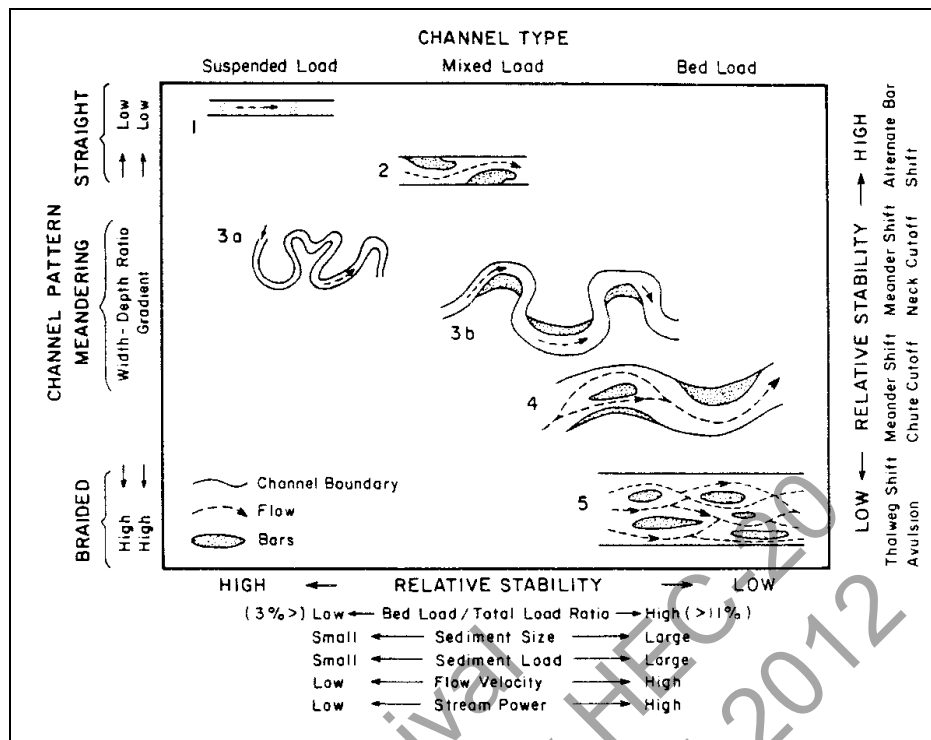 CHANNEL TYPE
Suspended Load Mixed Load Bed Load
CHANNEL PATTERN
STRAIGHT
MEANDERING
BRAIDED
Width-Depth Ratio
Gradient
Low
Low
High
High
1
2
3a
3b
4
5
Channel Boundary
Flow
Bars
LOW RELATIVE STABILITY HIGH
Thalweg Shift Meander Shift Meander Shift Alternate Bar
Avulsion Chute Cutoff Neck Cutoff Shift
HIGH RELATIVE STABILITY LOW
(3%>) Low Bed Load/Total Load Ratio High (>11%)
Small Sediment Size Large
Small Sediment Load Large
Low Flow Velocity High
Low Stream Power High
ival
HEC-20
2012